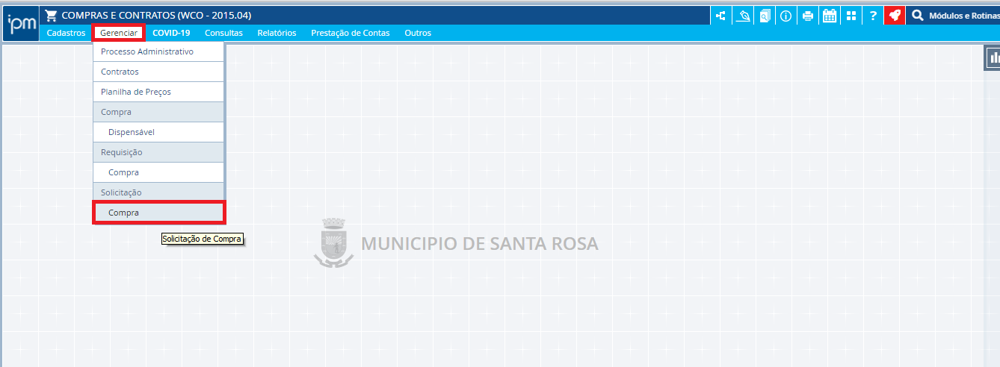 ipm
COMPRAS E CONTRATOS (WCO - 2015.04)
Módulos e Rotinas
Cadastros Gerenciar COVID-19 Consultas Relatórios Prestação de Contas Outros
Processo Administrativo
Contratos
Planilha de Preços
Compra
Dispensável
Requisição
Compra
Solicitação
Compra
Solicitação de Compra
MUNICIPIO DE SANTA ROSA